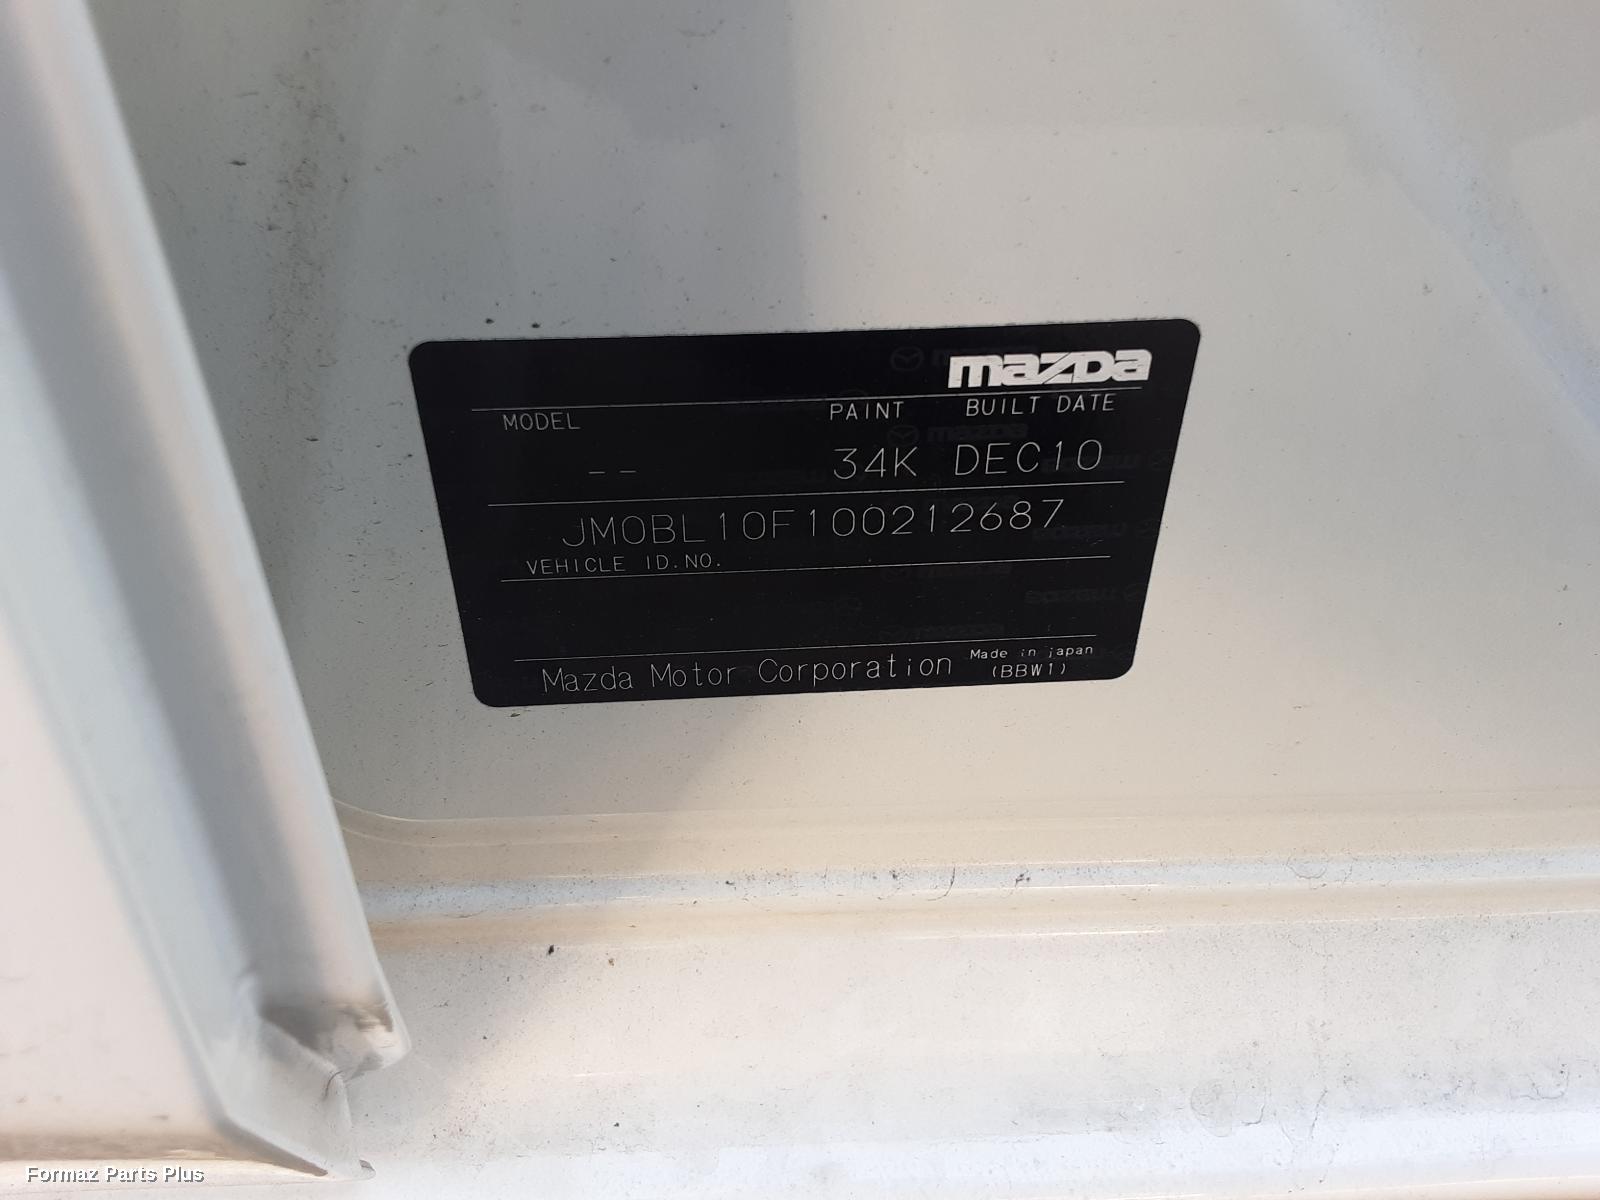 mazda
MODEL PAINT BUILT DATE
-- 34K DEC10
JM0BL10F100212687
VEHICLE ID.NO.
Mazda Motor Corporation Made in japan
(BBW1)
Formaz Parts Plus